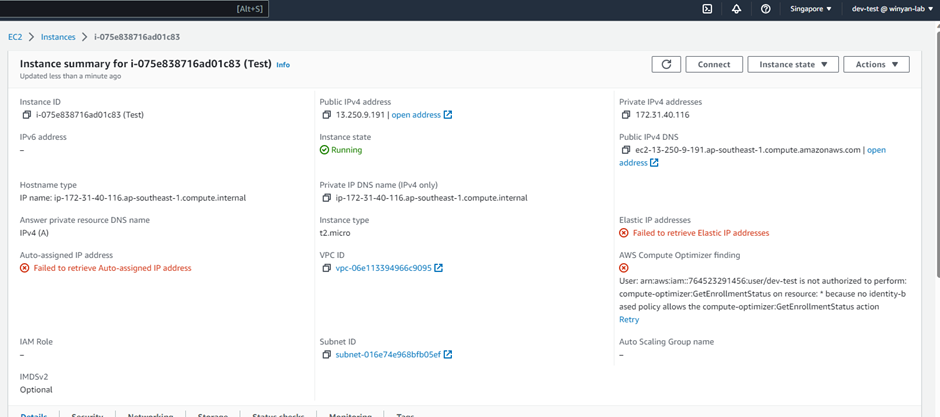 [Alt+S]
Singapore ▼
dev-test @ winyan-lab ▼
EC2 > Instances > i-075e838716ad01c83
Instance summary for i-075e838716ad01c83 (Test) Info
Updated less than a minute ago
Connect
Instance state ▼
Actions ▼
Instance ID
i-075e838716ad01c83 (Test)
Public IPv4 address
13.250.9.191 | open address
Private IPv4 addresses
172.31.40.116
IPv6 address
–
Instance state
Running
Public IPv4 DNS
ec2-13-250-9-191.ap-southeast-1.compute.amazonaws.com | open
address
Hostname type
IP name: ip-172-31-40-116.ap-southeast-1.compute.internal
Private IP DNS name (IPv4 only)
ip-172-31-40-116.ap-southeast-1.compute.internal
Answer private resource DNS name
IPv4 (A)
Instance type
t2.micro
Elastic IP addresses
Failed to retrieve Elastic IP addresses
Auto-assigned IP address
Failed to retrieve Auto-assigned IP address
VPC ID
vpc-06e113394966c9095
AWS Compute Optimizer finding
User: arn:aws:iam::764523291456:user/dev-test is not authorized to perform:
compute-optimizer:GetEnrollmentStatus on resource: * because no identity-b
ased policy allows the compute-optimizer:GetEnrollmentStatus action
Retry
IAM Role
–
Subnet ID
subnet-016e74e968bfb05ef
Auto Scaling Group name
–
IMDSv2
Optional
Details
Security
Networking
Storage
Status checks
Monitoring
Tags